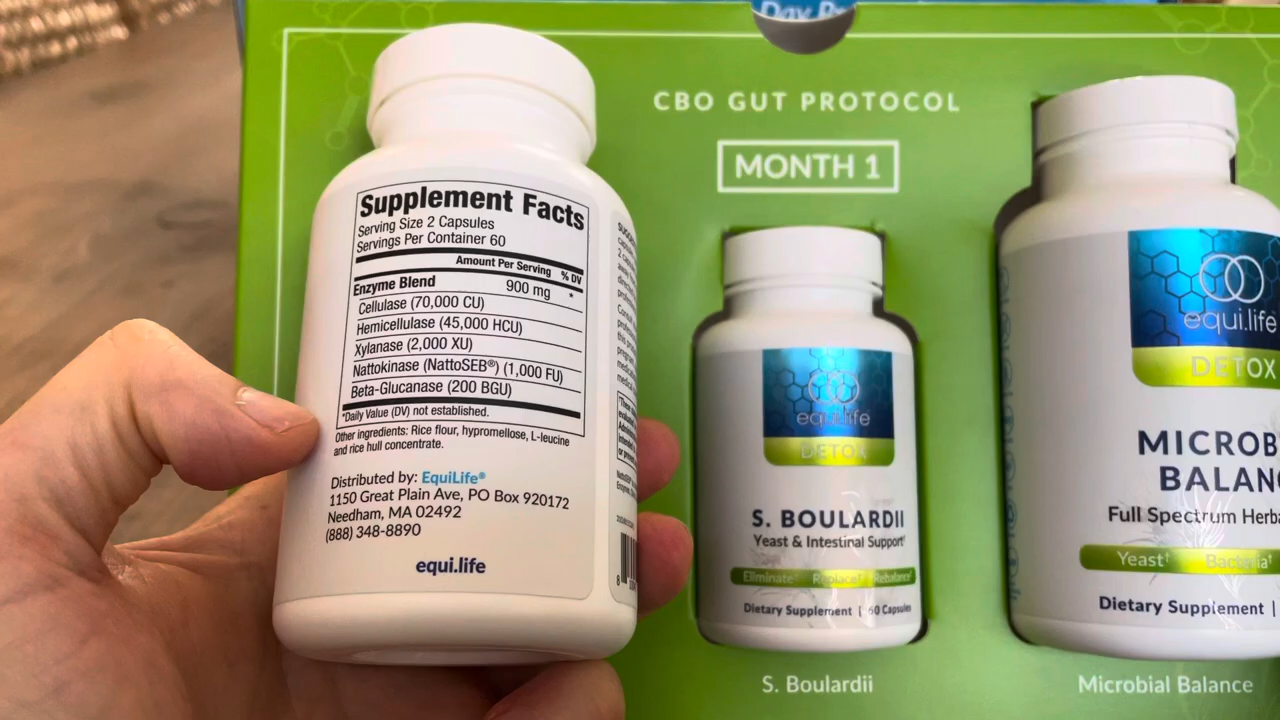 Day Pr
CBO GUT PROTOCOL
MONTH 1
Supplement Facts
Serving Size 2 Capsules
Servings Per Container 60
Amount Per Serving % DV
Enzyme Blend 900 mg *
Cellulase (70,000 CU)
Hemicellulase (45,000 HCU)
Xylanase (2,000 XU)
Nattokinase (NattoSEB®) (1,000 FU)
Beta-Glucanase (200 BGU)
*Daily Value (DV) not established.
Other ingredients: Rice flour, hypromellose, L-leucine
and rice hull concentrate.
Distributed by: EquiLife®
1150 Great Plain Ave, PO Box 920172
Needham, MA 02492
(888) 348-8890
equi.life
equi.life
DETOX
S. BOULARDII
Yeast & Intestinal Support†
Eliminate† Replace† Rebalance†
Dietary Supplement | 60 Capsules
S. Boulardii
equi.life
DETOX
MICROB
BALANC
Full Spectrum Herba
Yeast† Bacteria†
Dietary Supplement |
Microbial Balance